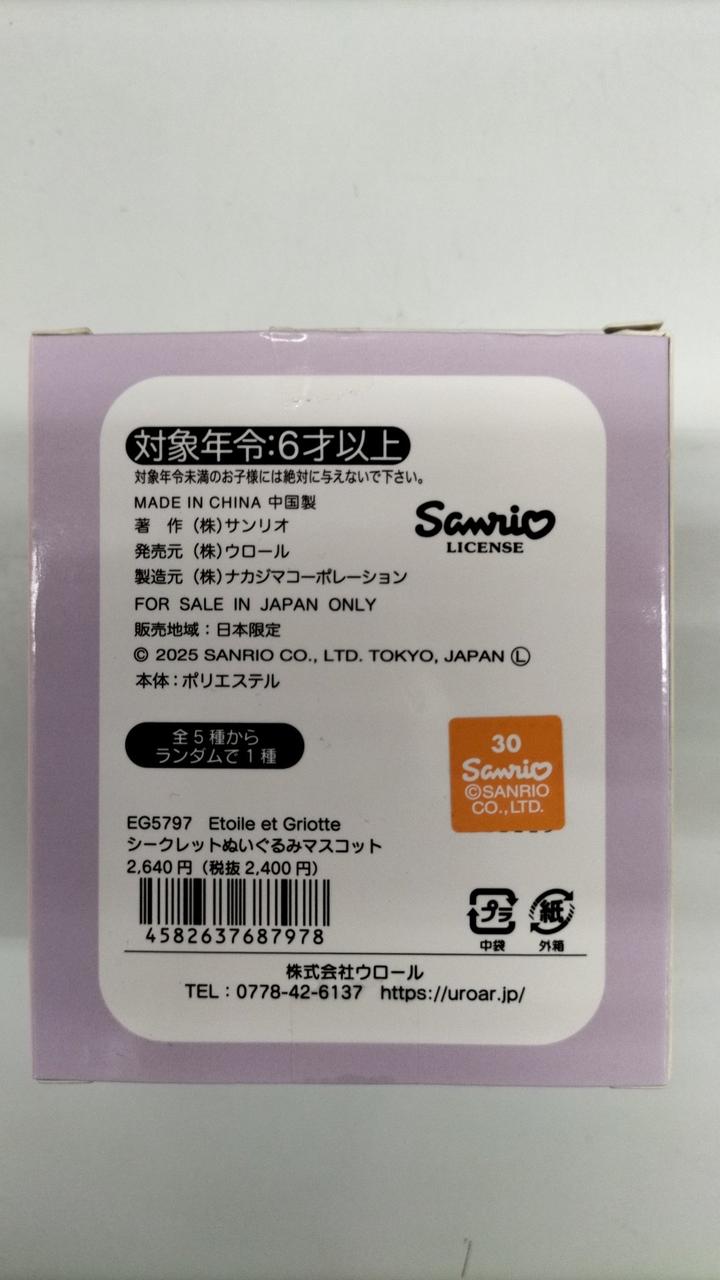 対象年令:6才以上
対象年令未満のお子様には絶対に与えないで下さい。
MADE IN CHINA 中国製
著 作 (株)サンリオ
発売元 (株)ウロール
製造元 (株)ナカジマコーポレーション
Sanrio
LICENSE
FOR SALE IN JAPAN ONLY
販売地域:日本限定
© 2025 SANRIO CO., LTD. TOKYO, JAPAN Ⓛ
本体:ポリエステル
全5種から
ランダムで1種
30
Sanrio
©SANRIO
CO.,LTD.
EG5797 Etoile et Griotte
シークレットぬいぐるみマスコット
2,640円(税抜2,400円)
4582637687978
プラ
中袋
紙
外箱
株式会社ウロール
TEL:0778-42-6137 https://uroar.jp/